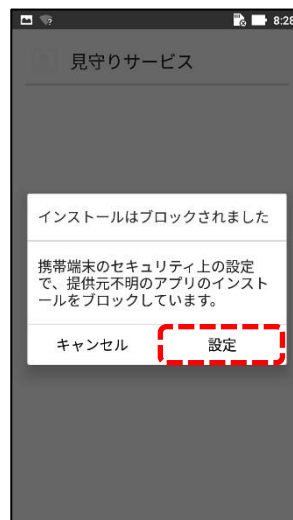 8:28
見守りサービス
インストールはブロックされました
携帯端末のセキュリティ上の設定
で、提供元不明のアプリのインスト
ールをブロックしています。
キャンセル
設定